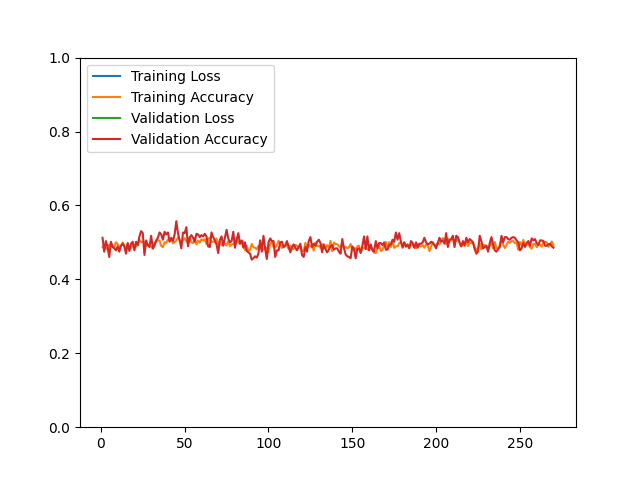 1.0
0.8
0.6
0.4
0.2
0.0
Training Loss
Training Accuracy
Validation Loss
Validation Accuracy
0 50 100 150 200 250